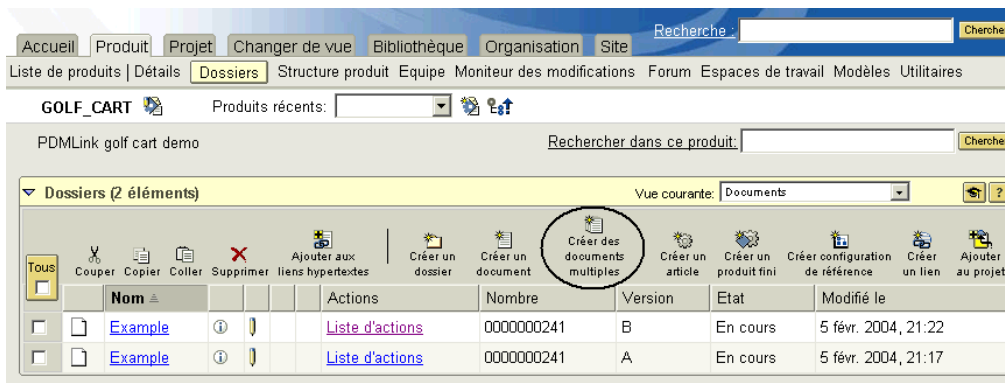 Recherche : Cherche
Accueil Produit Projet Changer de vue Bibliothèque Organisation Site
Liste de produits | Détails Dossiers Structure produit Equipe Moniteur des modifications Forum Espaces de travail Modèles Utilitaires
GOLF_CART Produits récents:
PDMLink golf cart demo Rechercher dans ce produit: Cherche
Dossiers (2 éléments) Vue courante: Documents ?
Tous Couper Copier Coller Supprimer Ajouter aux liens hypertextes Créer un dossier Créer un document Créer des documents multiples Créer un article Créer un produit fini Créer configuration de référence Créer un lien Ajouter au projet
Nom Actions Nombre Version Etat Modifié le
Example Liste d'actions 0000000241 B En cours 5 févr. 2004, 21:22
Example Liste d'actions 0000000241 A En cours 5 févr. 2004, 21:17